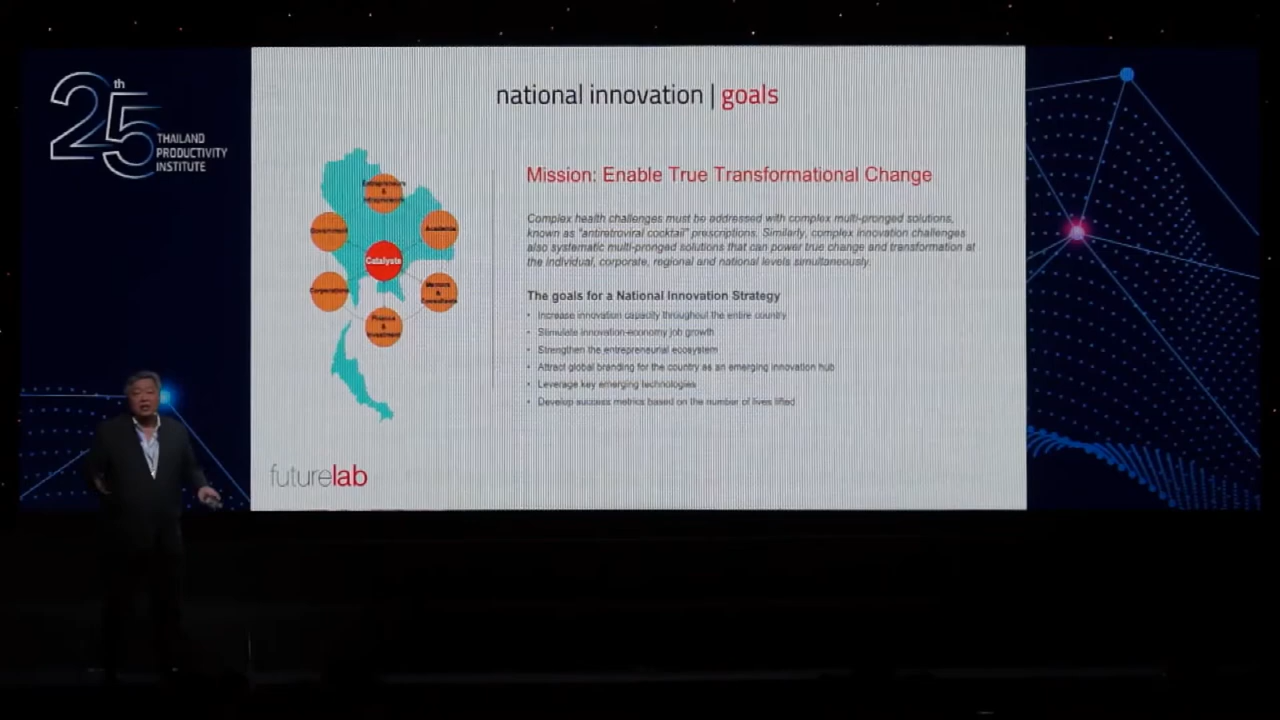 25th
THAILAND
PRODUCTIVITY
INSTITUTE
national innovation | goals
Entrepreneurs
&
Intrapreneurs
Government
Academia
Catalysts
Corporations
Mentors
&
Consultants
Finance
&
Investment
Mission: Enable True Transformational Change
Complex health challenges must be addressed with complex multi-pronged solutions,
known as "antiretroviral cocktail" prescriptions. Similarly, complex innovation challenges
also systematic multi-pronged solutions that can power true change and transformation at
the individual, corporate, regional and national levels simultaneously.
The goals for a National Innovation Strategy
• Increase innovation capacity throughout the entire country
• Stimulate innovation-economy job growth
• Strengthen the entrepreneurial ecosystem
• Attract global branding for the country as an emerging innovation hub
• Leverage key emerging technologies
• Develop success metrics based on the number of lives lifted
futurelab